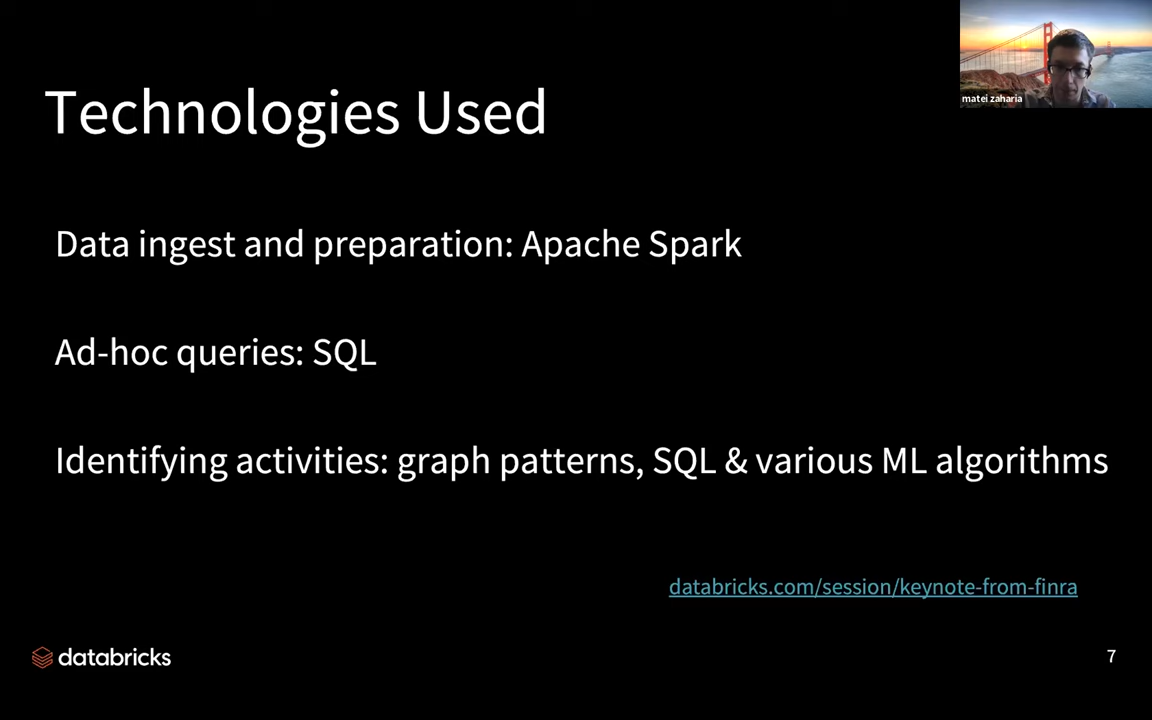 matei zaharia
Technologies Used
Data ingest and preparation: Apache Spark
Ad-hoc queries: SQL
Identifying activities: graph patterns, SQL & various ML algorithms
databricks.com/session/keynote-from-finra
databricks
7